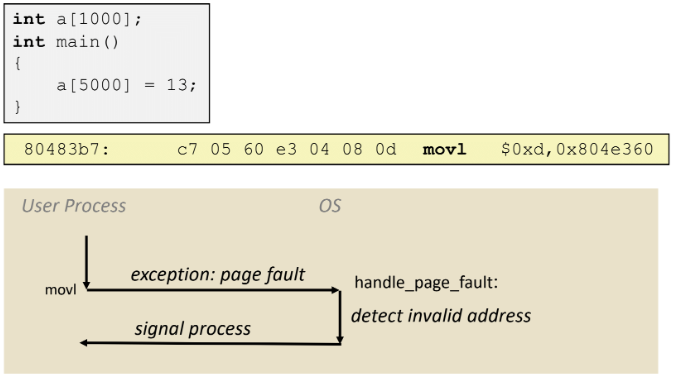 int a[1000];
int main()
{
    a[5000] = 13;
}
80483b7: c7 05 60 e3 04 08 0d movl $0xd,0x804e360
User Process OS
exception: page fault
movl
handle_page_fault:
detect invalid address
signal process